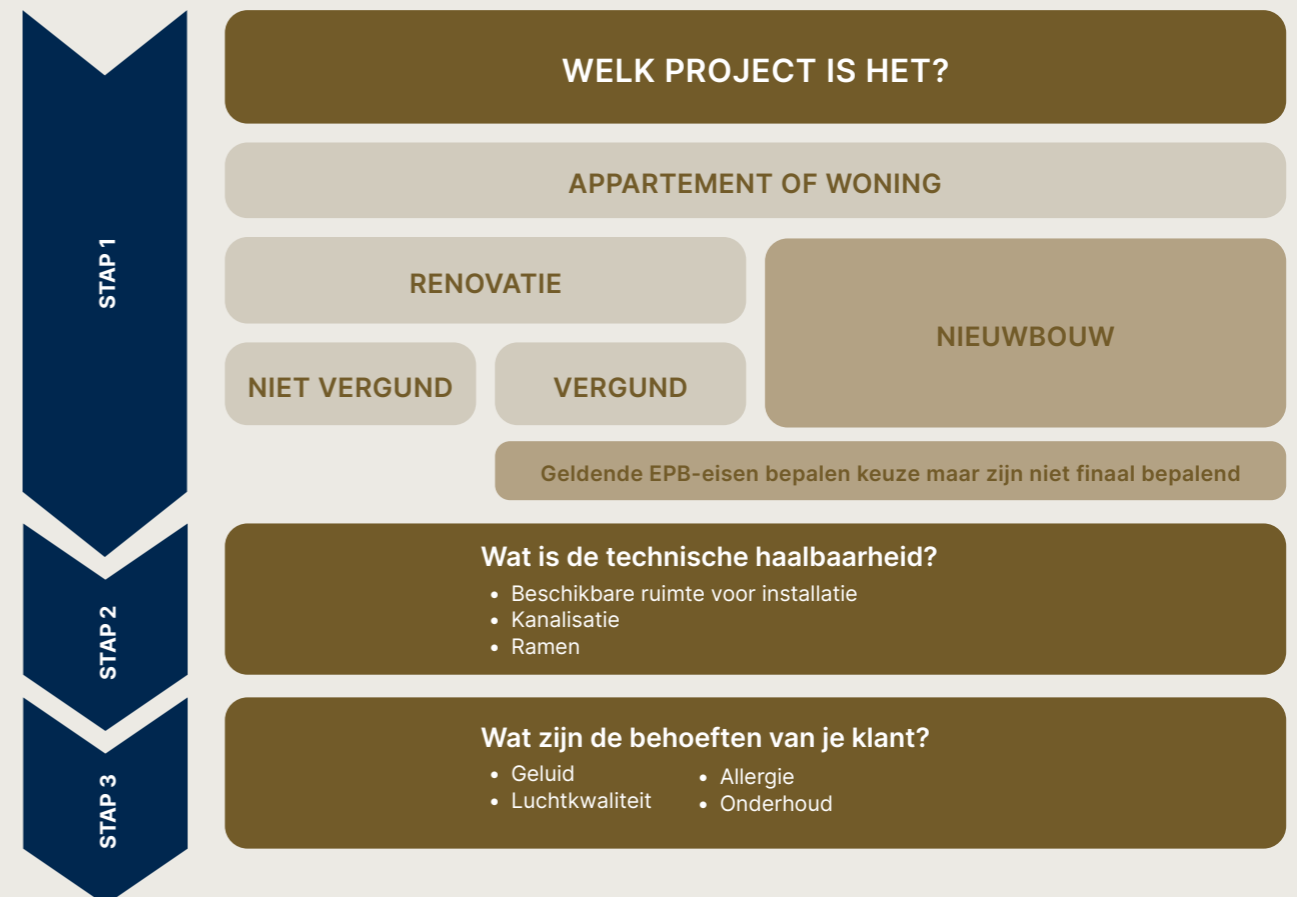 STAP 1
WELK PROJECT IS HET?
APPARTEMENT OF WONING
RENOVATIE
NIEUWBOUW
NIET VERGUND
VERGUND
Geldende EPB-eisen bepalen keuze maar zijn niet finaal bepalend
STAP 2
Wat is de technische haalbaarheid?
• Beschikbare ruimte voor installatie
• Kanalisatie
• Ramen
STAP 3
Wat zijn de behoeften van je klant?
• Geluid
• Luchtkwaliteit
• Allergie
• Onderhoud